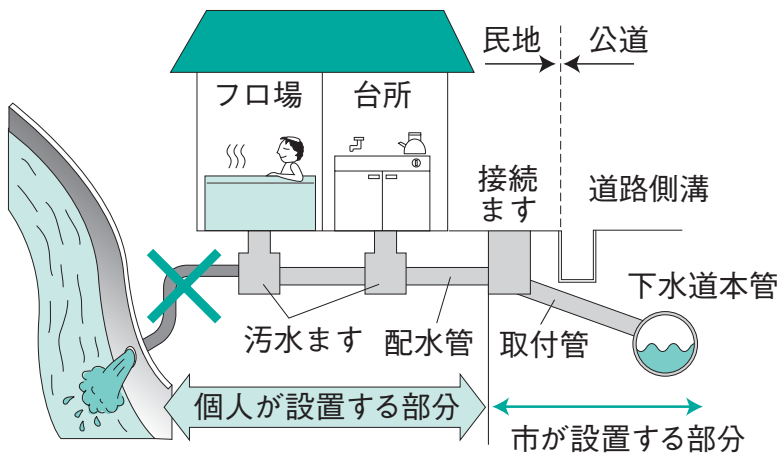 民地
公道
フロ場
台所
接続
ます
道路側溝
下水道本管
汚水ます
配水管
取付管
個人が設置する部分
市が設置する部分